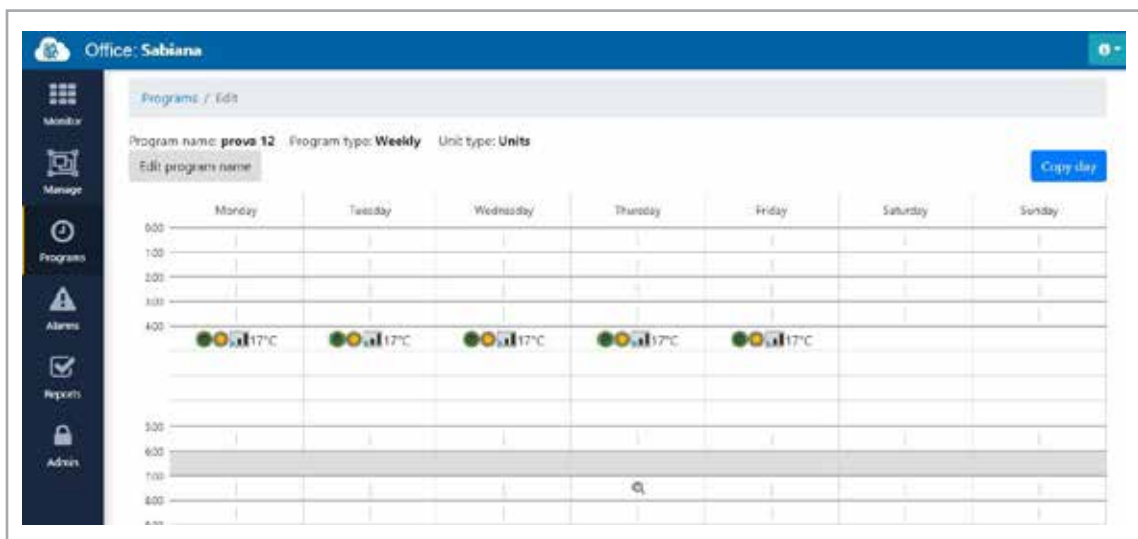 Office: Sabiana
Monitor
Manage
Programs
Alarms
Reports
Admin
Programs / Edit
Program name: prova 12 Program type: Weekly Unit type: Units
Edit program name
Copy day
Monday Tuesday Wednesday Thursday Friday Saturday Sunday
0:00
1:00
2:00
3:00
4:00
17°C 17°C 17°C 17°C 17°C
5:00
6:00
7:00
8:00